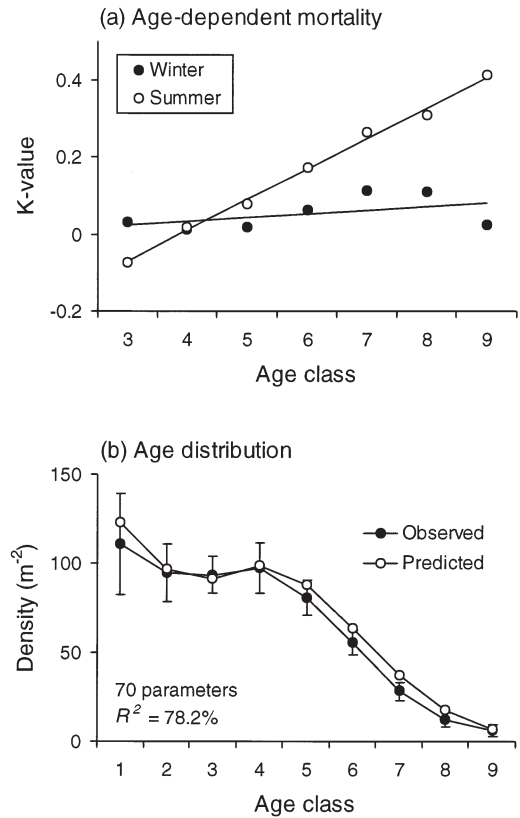 (a) Age-dependent mortality
Winter
Summer
0.4
0.2
0
-0.2
K-value
3 4 5 6 7 8 9
Age class
(b) Age distribution
150
100
50
0
Density (m-2)
Observed
Predicted
70 parameters
R2 = 78.2%
1 2 3 4 5 6 7 8 9
Age class